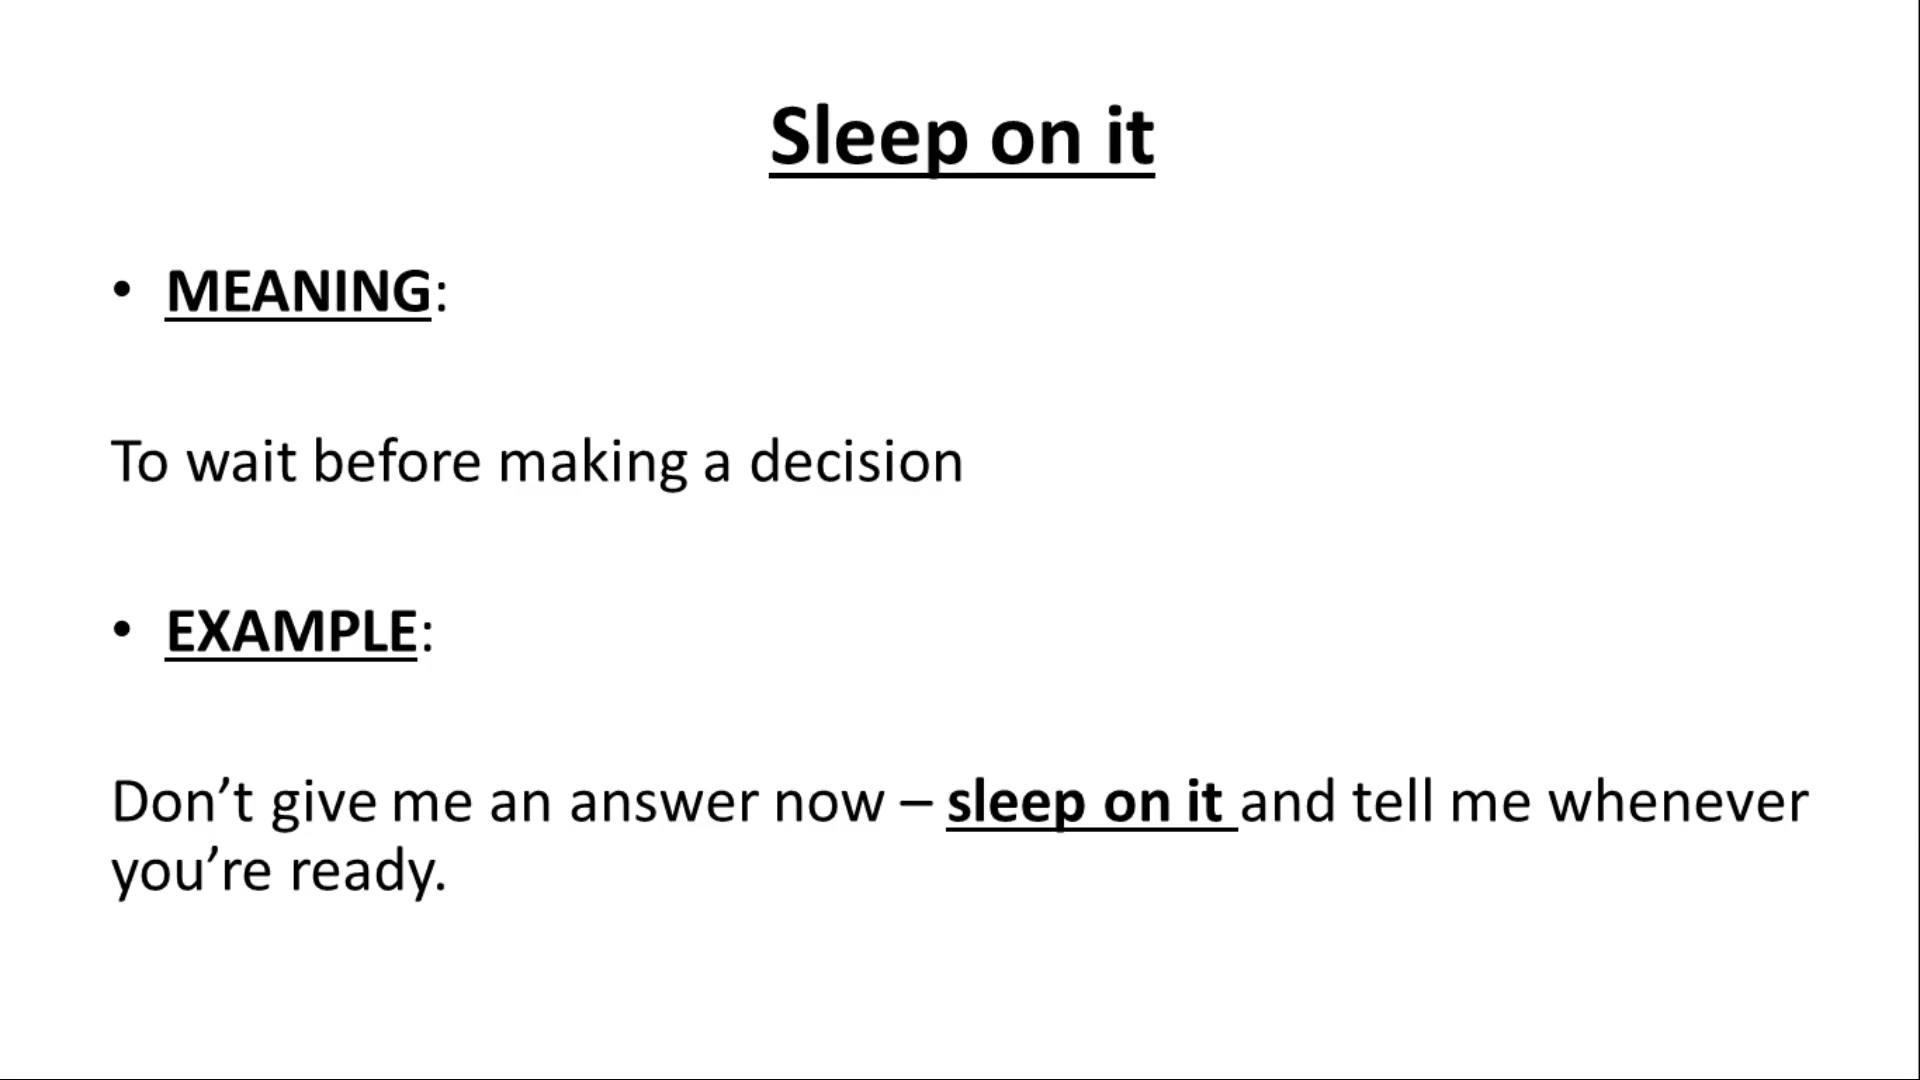 Sleep on it
• MEANING:
To wait before making a decision
• EXAMPLE:
Don’t give me an answer now – sleep on it and tell me whenever
you’re ready.